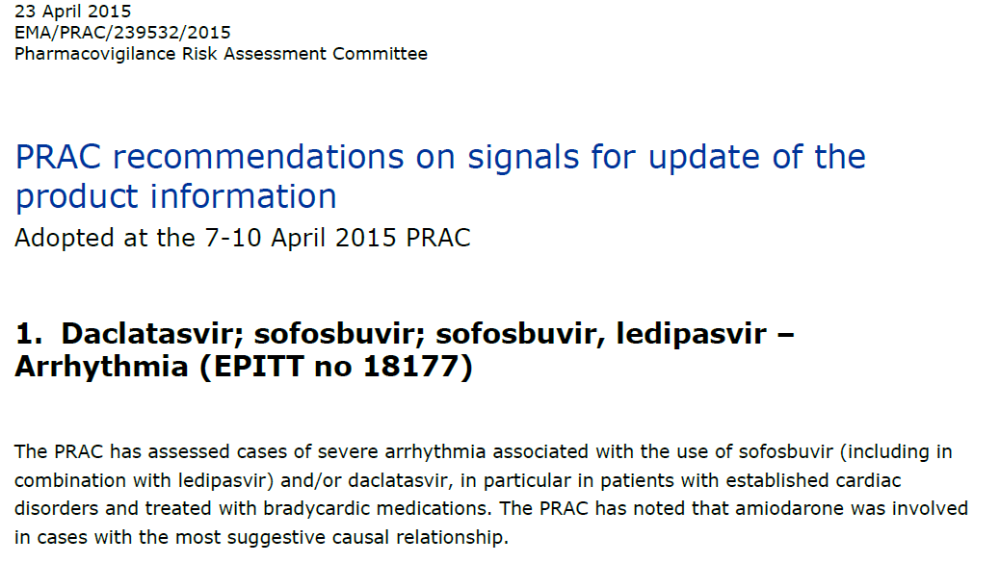 23 April 2015
EMA/PRAC/239532/2015
Pharmacovigilance Risk Assessment Committee
PRAC recommendations on signals for update of the
product information
Adopted at the 7-10 April 2015 PRAC
1. Daclatasvir; sofosbuvir; sofosbuvir, ledipasvir –
Arrhythmia (EPITT no 18177)
The PRAC has assessed cases of severe arrhythmia associated with the use of sofosbuvir (including in
combination with ledipasvir) and/or daclatasvir, in particular in patients with established cardiac
disorders and treated with bradycardic medications. The PRAC has noted that amiodarone was involved
in cases with the most suggestive causal relationship.